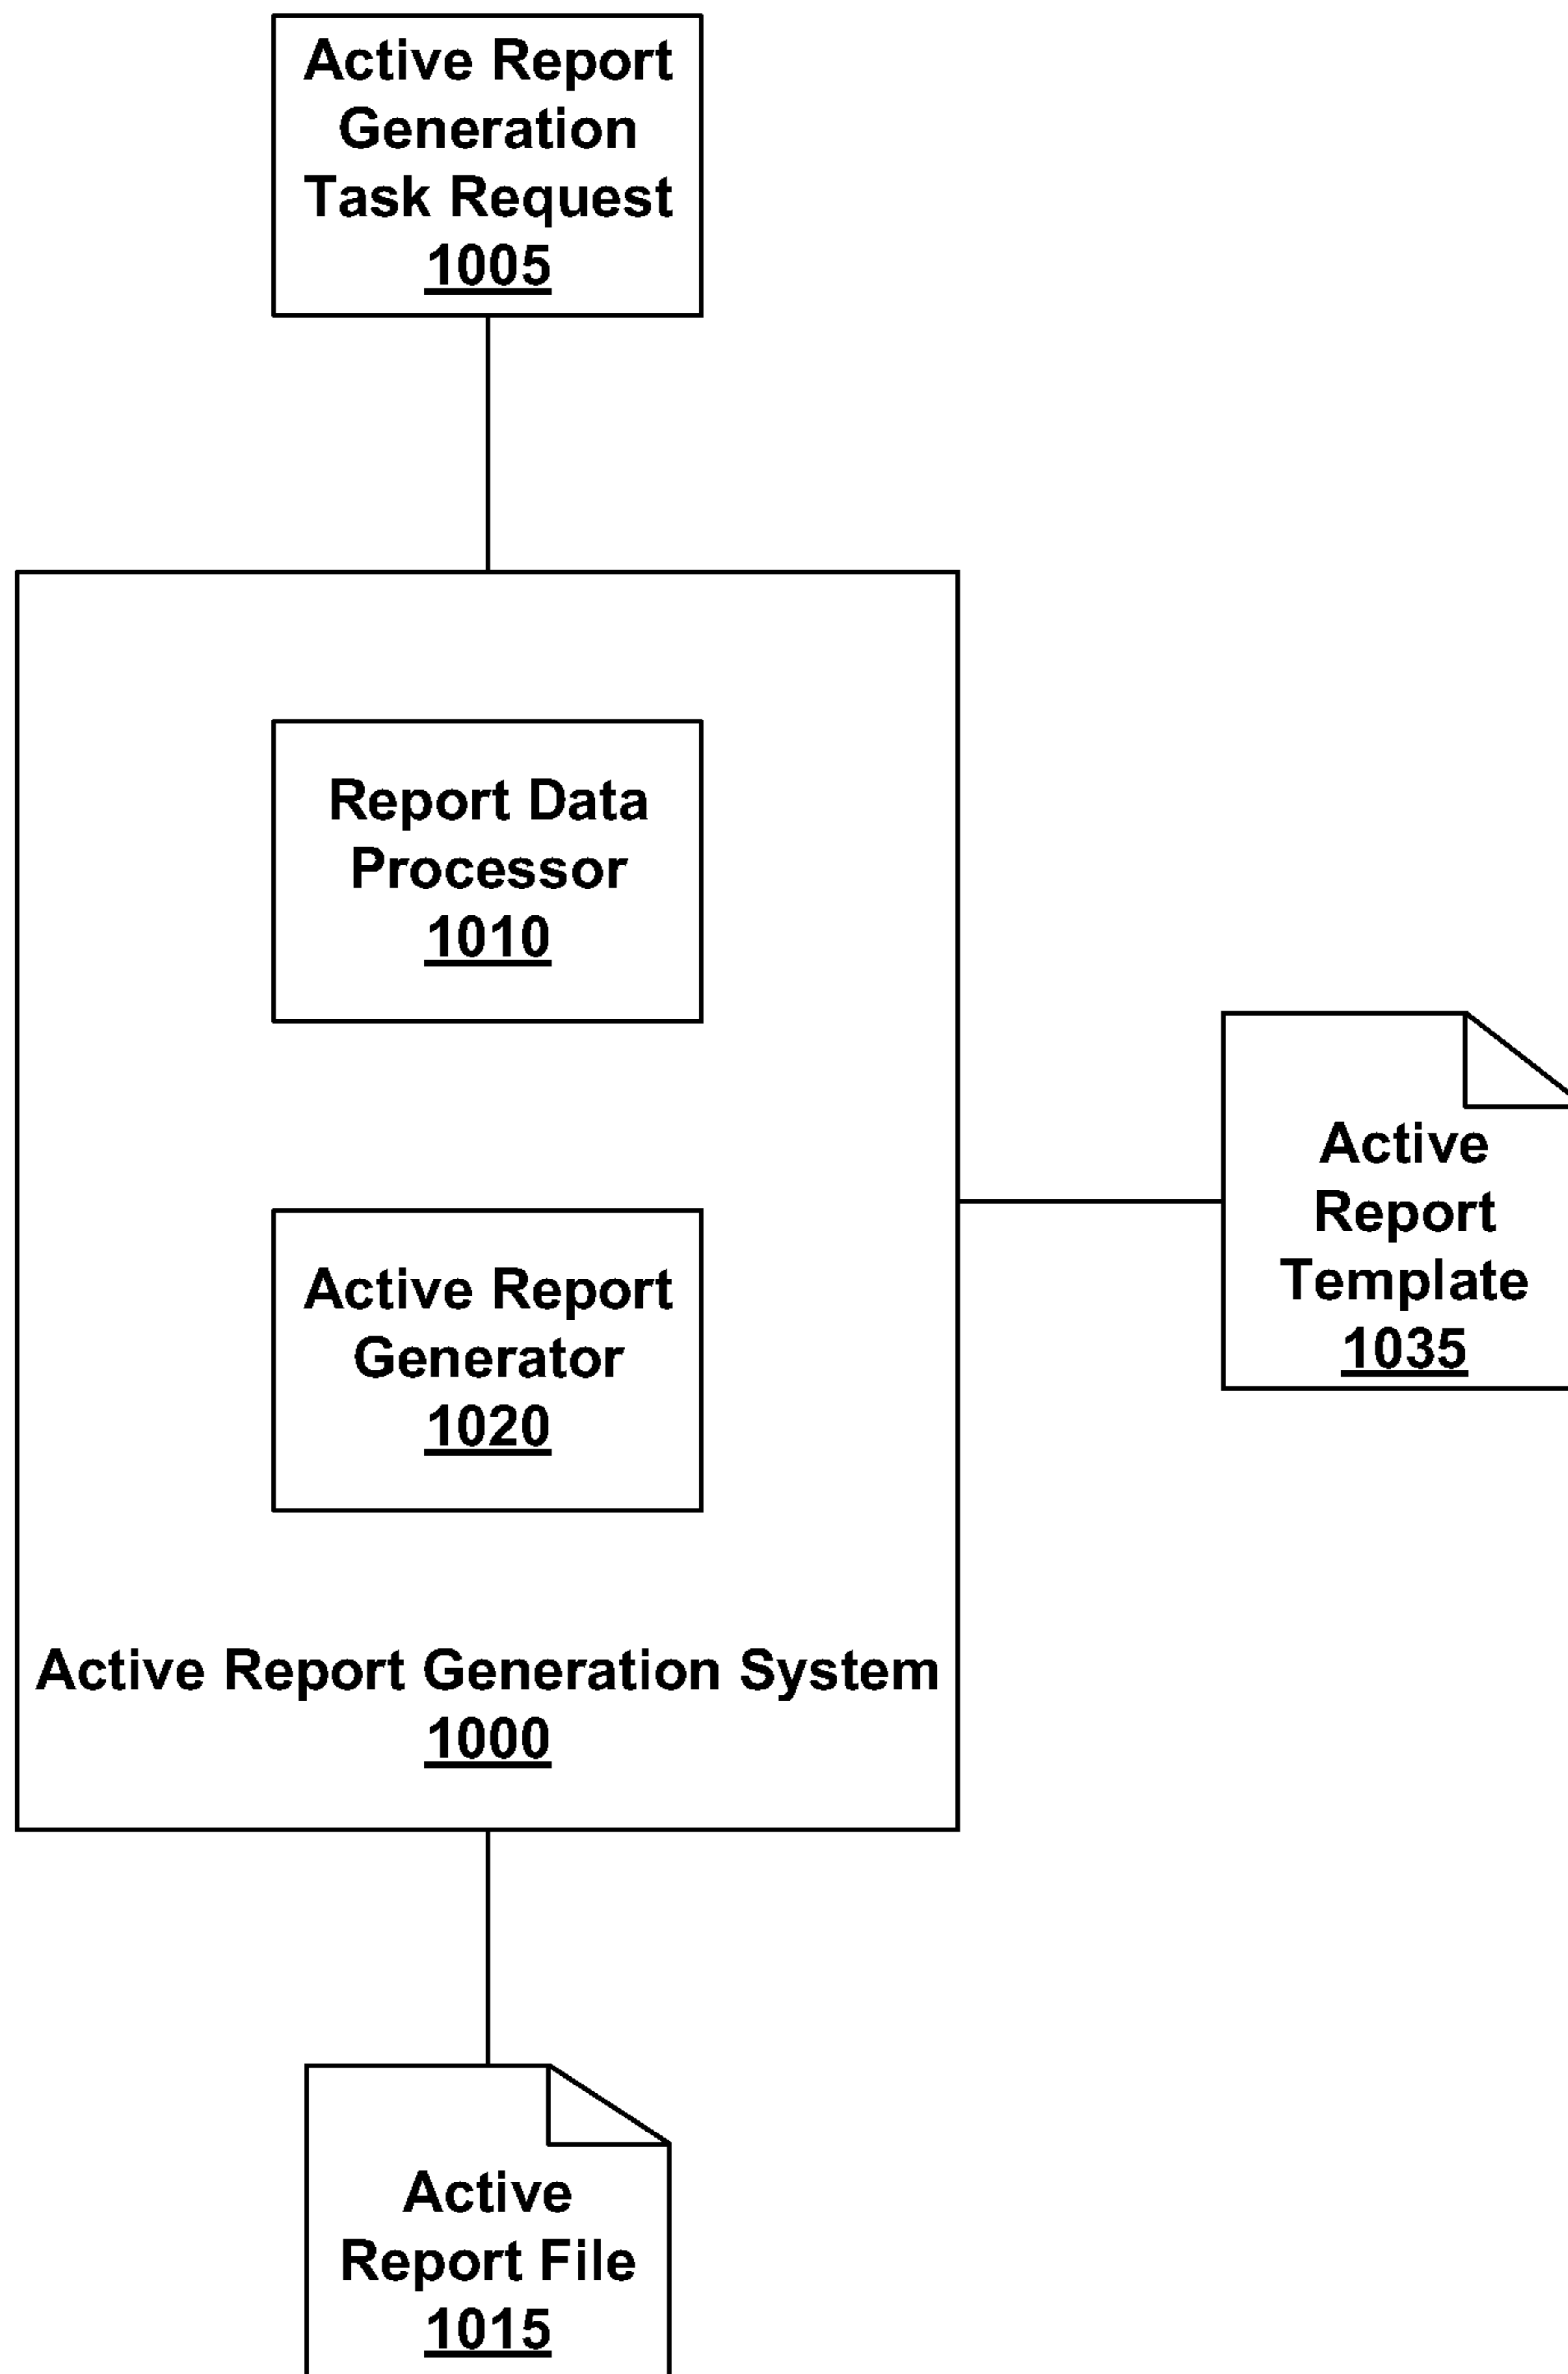 Active Report
Generation
Task Request
1005
Report Data
Processor
1010
Active
Report
Template
1035
Active Report
Generator
1020
Active Report Generation System
1000
Active
Report File
1015